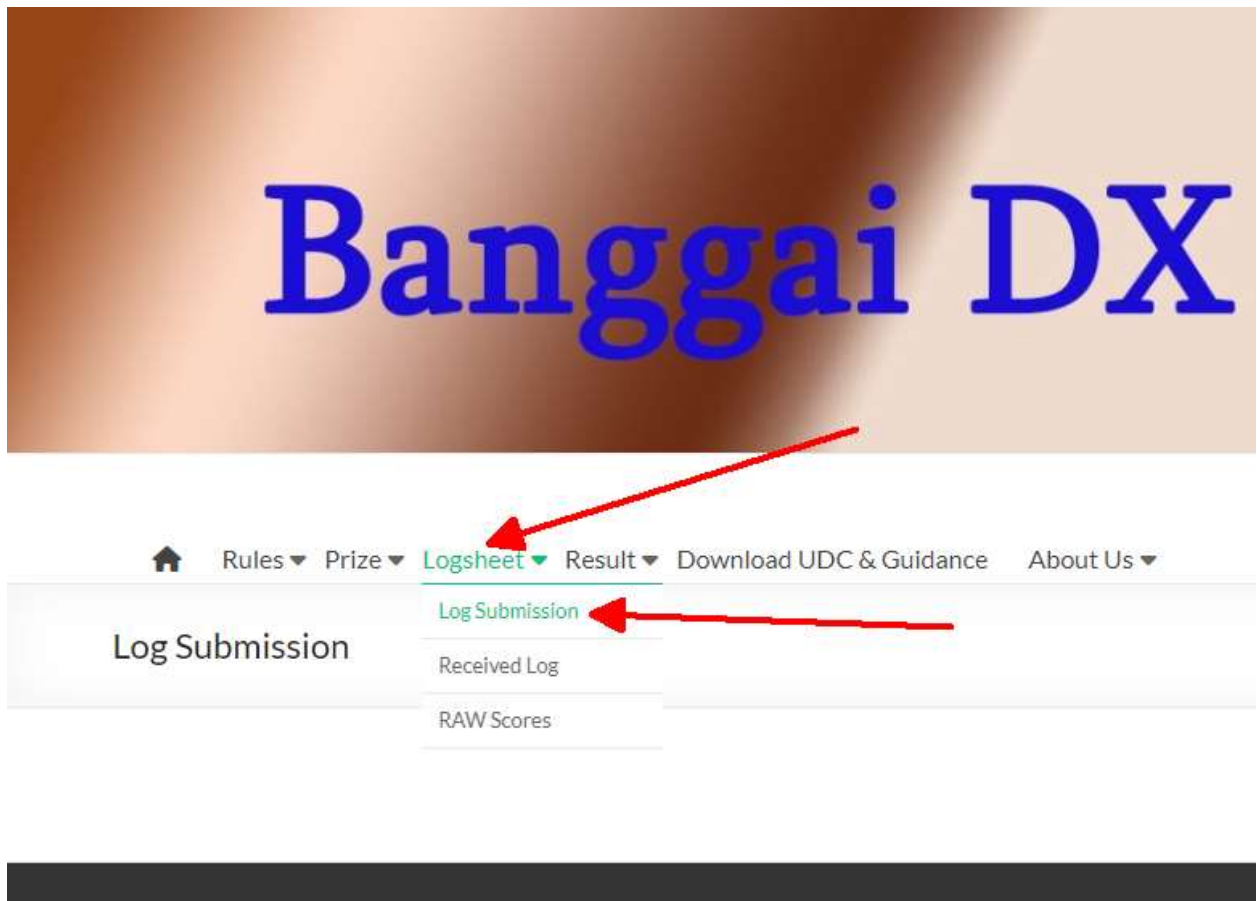 Banggai DX
Rules Prize Logsheet Result Download UDC & Guidance About Us
Log Submission
Log Submission
Received Log
RAW Scores